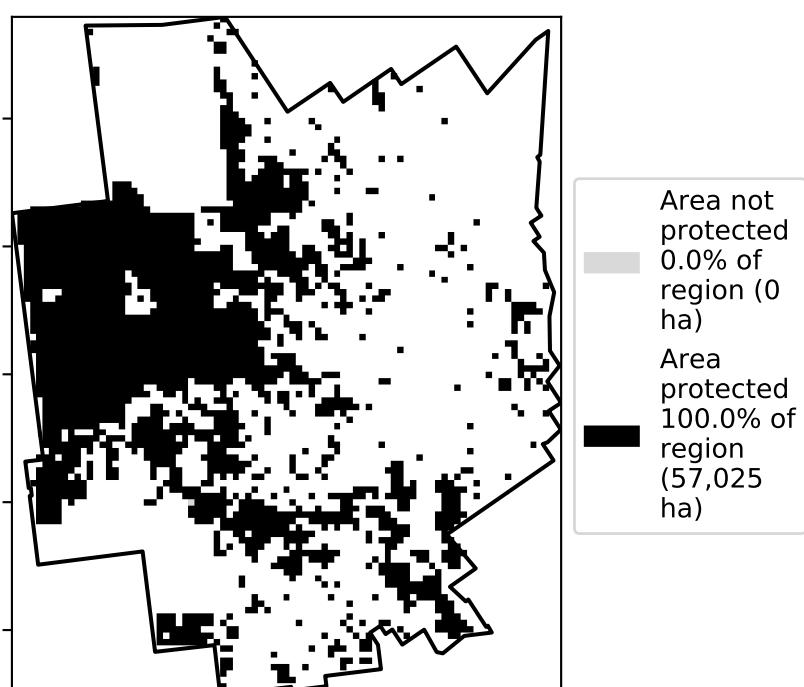 Area not
protected
0.0% of
region (0
ha)
Area
protected
100.0% of
region
(57,025
ha)